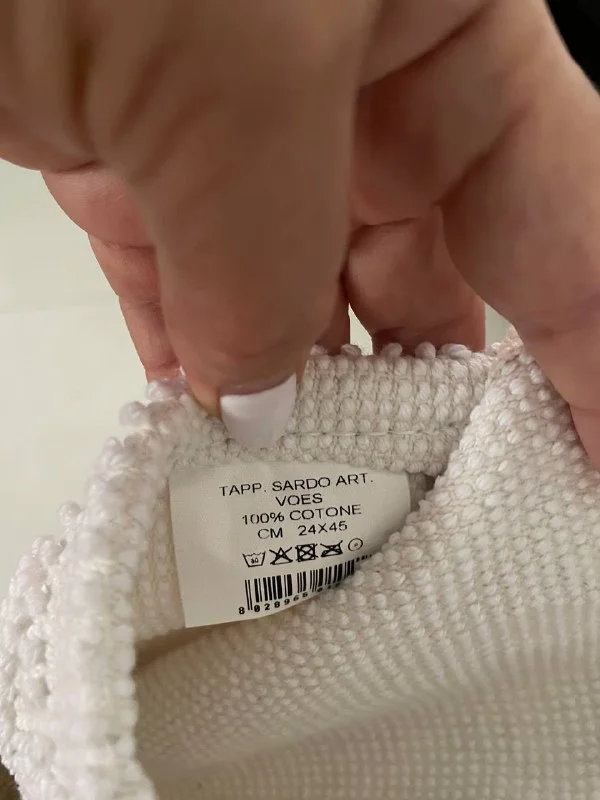 TAPP. SARDO ART.
VOES
100% COTONE
CM 24X45